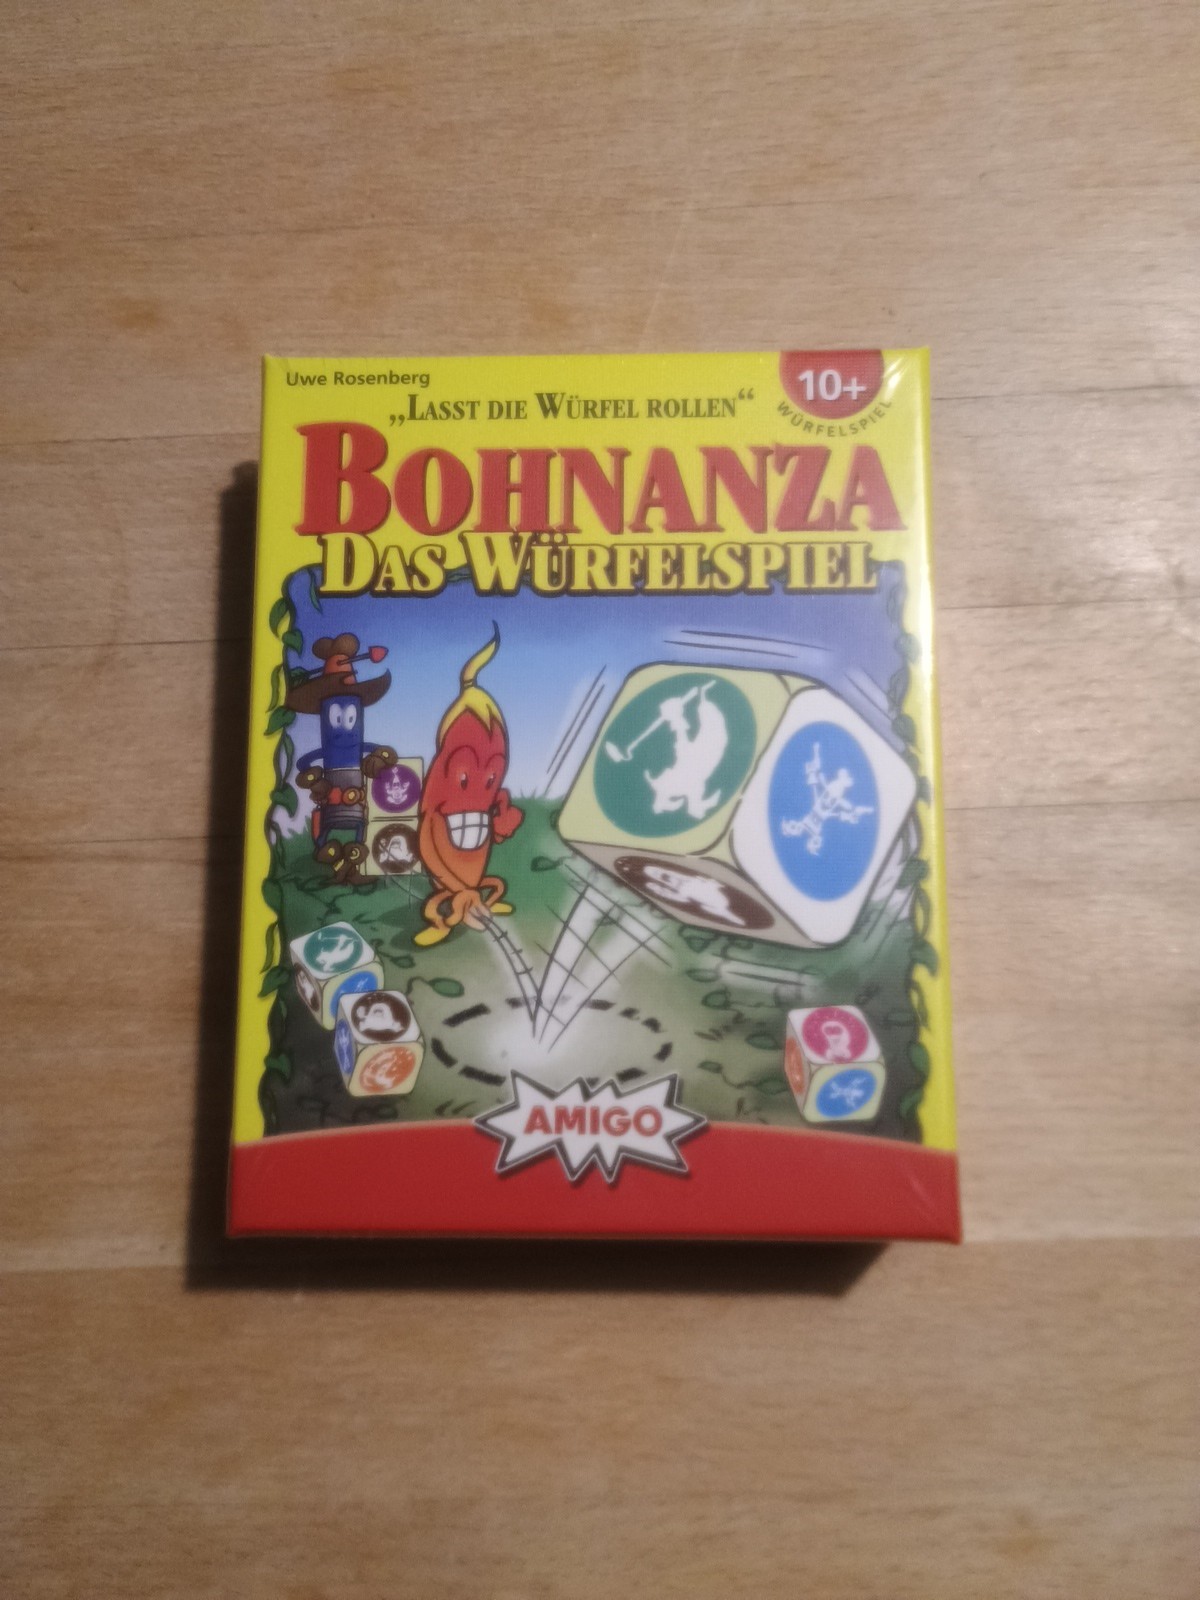 Uwe Rosenberg
10+
WÜRFELSPIEL
„LASST DIE WÜRFEL ROLLEN“
BOHNANZA
DAS WÜRFELSPIEL
AMIGO